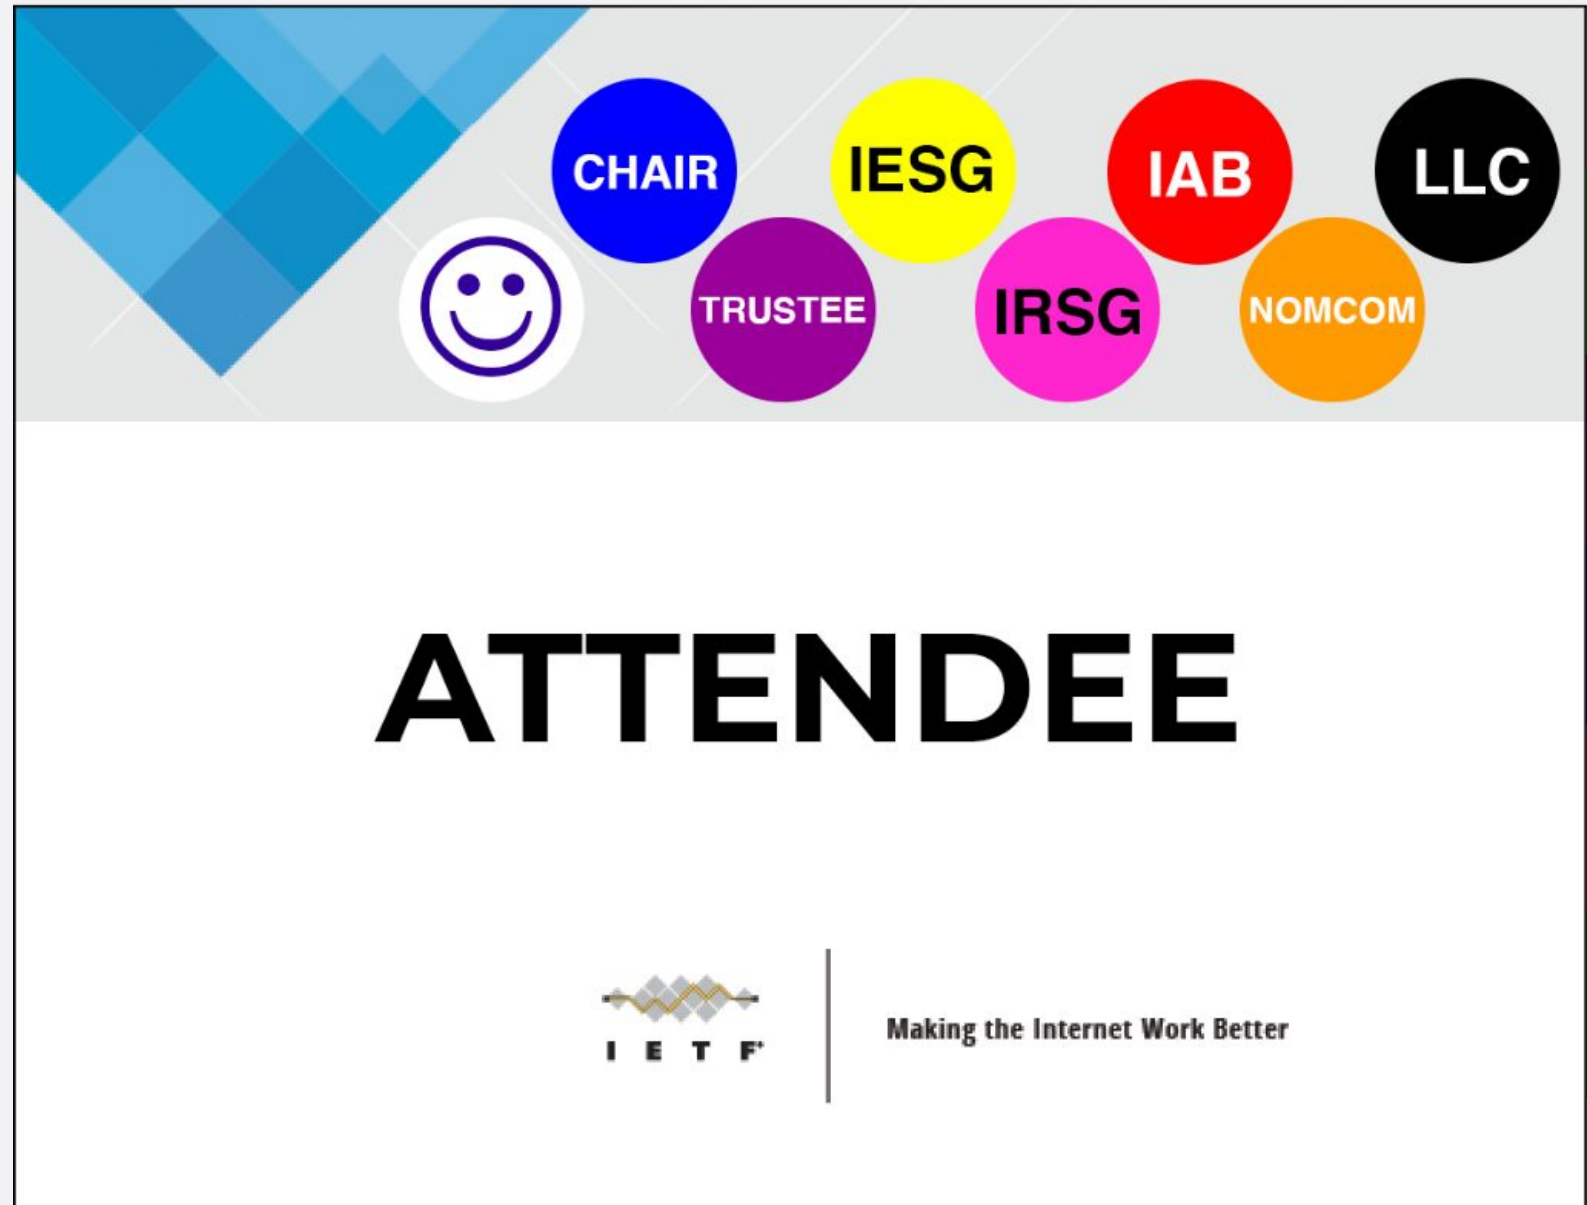 CHAIR
IESG
IAB
LLC
TRUSTEE
IRSG
NOMCOM
ATTENDEE
IETF
Making the Internet Work Better